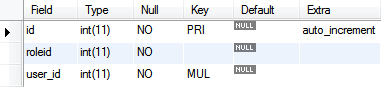 Field Type Null Key Default Extra
id int(11) NO PRI NULL auto_increment
roleid int(11) NO NULL
user_id int(11) NO MUL NULL